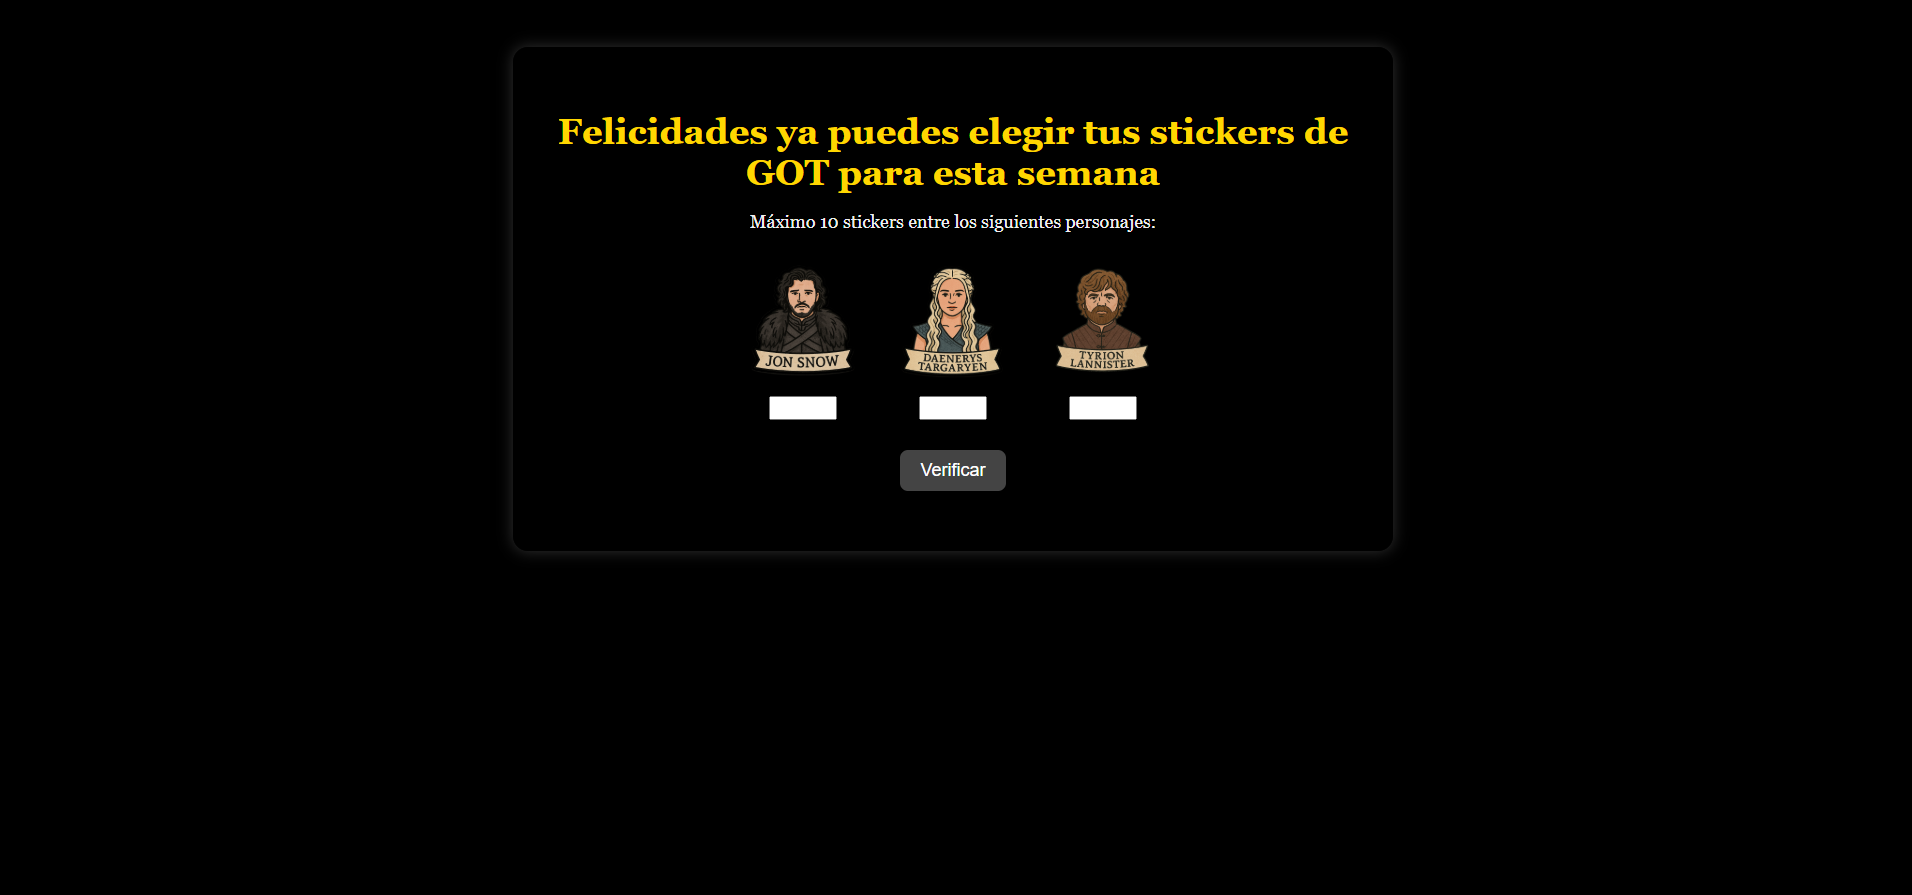 Felicidades ya puedes elegir tus stickers de
GOT para esta semana
Máximo 10 stickers entre los siguientes personajes:
JON SNOW
DAENERYS
TARGARYEN
TYRION
LANNISTER
Verificar